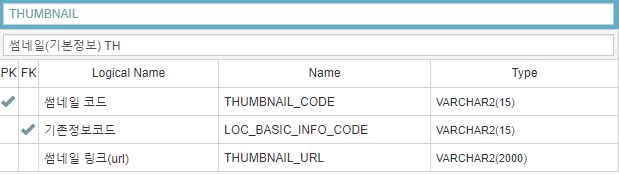 THUMBNAIL
썸네일(기본정보) TH
PK FK Logical Name Name Type
썸네일 코드 THUMBNAIL_CODE VARCHAR2(15)
기존정보코드 LOC_BASIC_INFO_CODE VARCHAR2(15)
썸네일 링크(url) THUMBNAIL_URL VARCHAR2(2000)